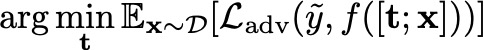 arg min_t 𝔼_{x∼𝒟}[ℒ_adv(ỹ, f([t; x]))]